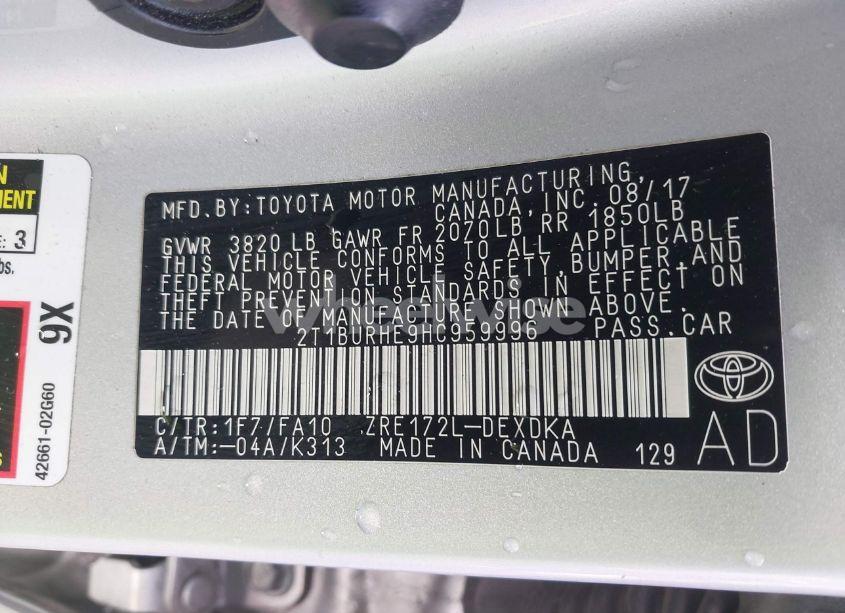 MFD. BY: TOYOTA MOTOR MANUFACTURING,
CANADA, INC. 08/17
GVWR 3820 LB GAWR FR 2070LB RR 1850LB
THIS VEHICLE CONFORMS TO ALL APPLICABLE
FEDERAL MOTOR VEHICLE SAFETY, BUMPER, AND
THEFT PREVENTION STANDARDS IN EFFECT ON
THE DATE OF MANUFACTURE SHOWN ABOVE.
2T1BURHE9HC959996 PASS.CAR
C/TR: 1F7/FA10 ZRE172L-DEXDKA
A/TM: -04A/K313 MADE IN CANADA 129
AD
E: 3
bs.
9X
42661-02G60